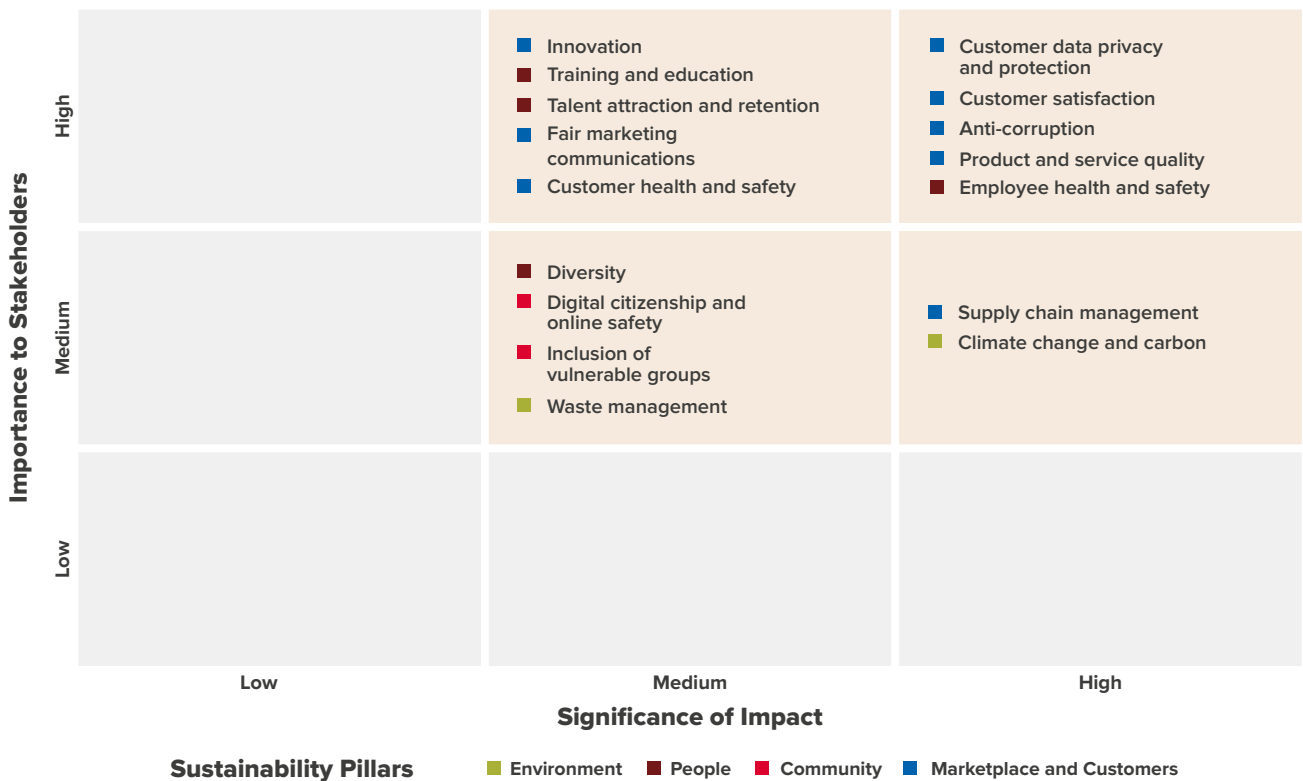 Importance to Stakeholders
High
Innovation
Training and education
Talent attraction and retention
Fair marketing
communications
Customer health and safety
Customer data privacy
and protection
Customer satisfaction
Anti-corruption
Product and service quality
Employee health and safety
Medium
Diversity
Digital citizenship and
online safety
Inclusion of
vulnerable groups
Waste management
Supply chain management
Climate change and carbon
Low
Low
Medium
High
Significance of Impact
Sustainability Pillars
Environment
People
Community
Marketplace and Customers